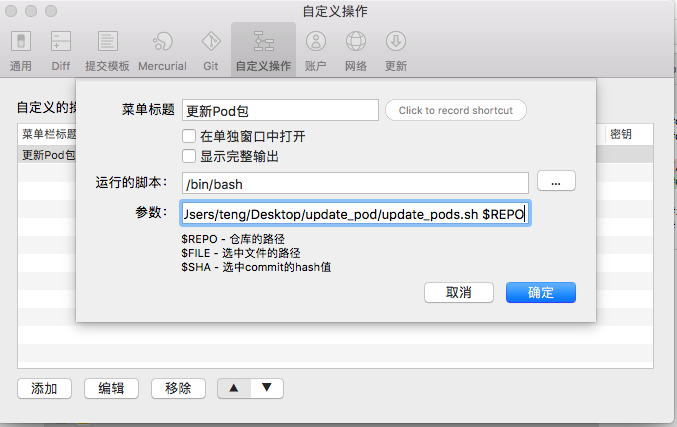 自定义操作
通用 Diff 提交模板 Mercurial Git 自定义操作 账户 网络 更新
菜单标题 更新Pod包 Click to record shortcut
自定义的
在单独窗口中打开
菜单栏标题 密钥
显示完整输出
更新Pod包
运行的脚本： /bin/bash ...
参数： Users/teng/Desktop/update_pod/update_pods.sh $REPO
$REPO - 仓库的路径
$FILE - 选中文件的路径
$SHA - 选中commit的hash值
取消 确定
添加 编辑 移除